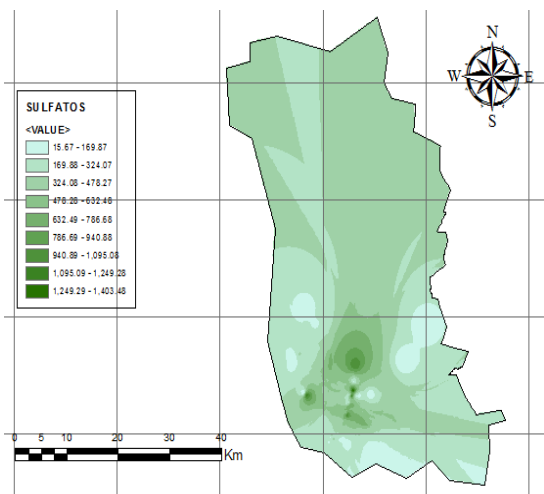 N
W E
S
SULFATOS
<VALUE>
15.67 - 169.87
169.88 - 324.07
324.08 - 478.27
478.28 - 632.48
632.49 - 786.68
786.69 - 940.88
940.89 - 1,095.08
1,095.09 - 1,249.28
1,249.29 - 1,403.48
0 5 10 20 30 40
Km